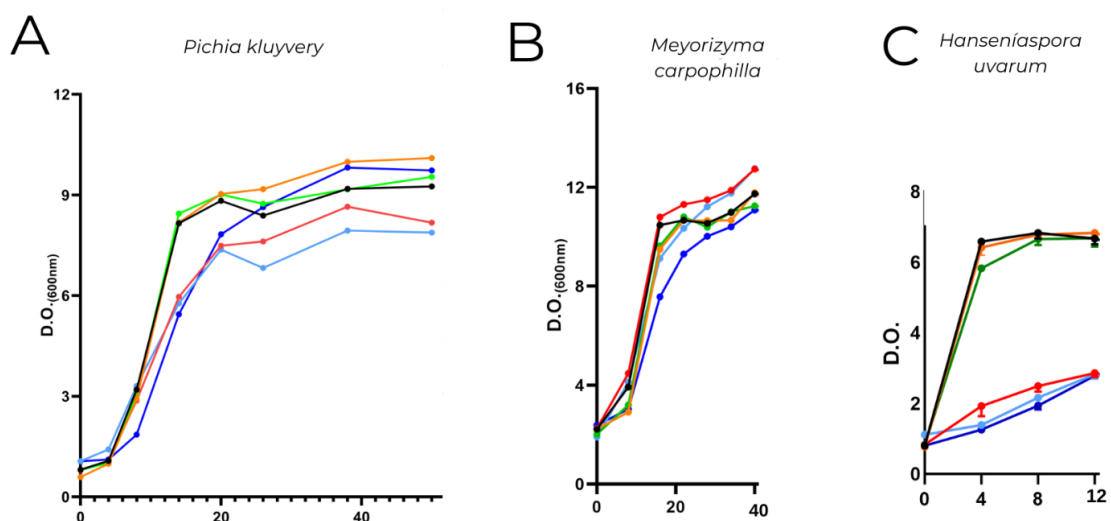 A
Pichia kluyvery
12
9
6
3
0
D.O.(600nm)
0
20
40
B
Meyorizyma
carpophilla
16
12
8
4
0
D.O.(600nm)
0
20
40
C
Hanseníaspora
uvarum
8
6
4
2
0
D.O.
0
4
8
12